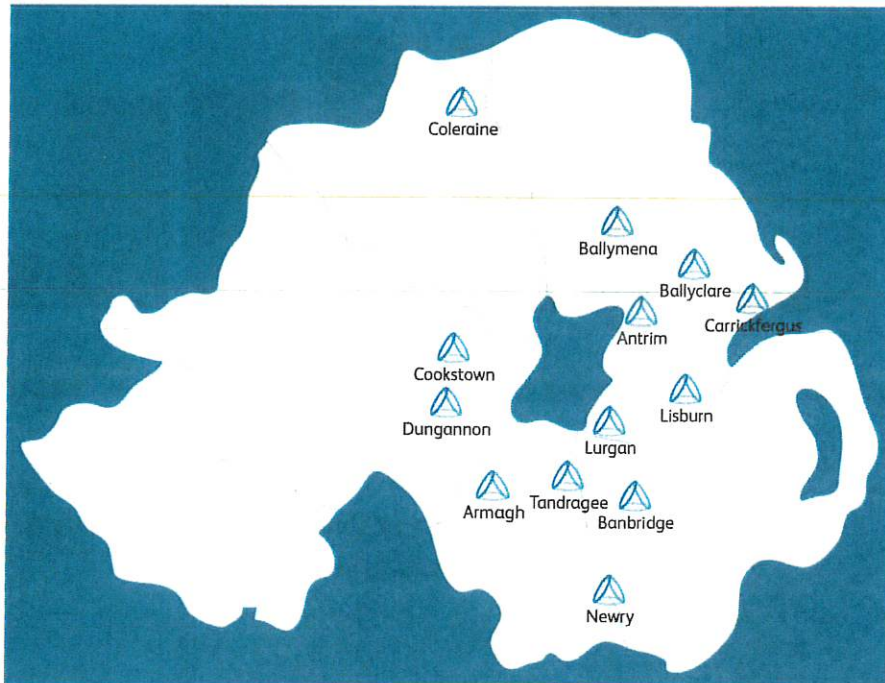 Coleraine
Ballymena
Ballyclare
Carrickfergus
Antrim
Cookstown
Lisburn
Dungannon
Lurgan
Tandragee
Armagh
Banbridge
Newry